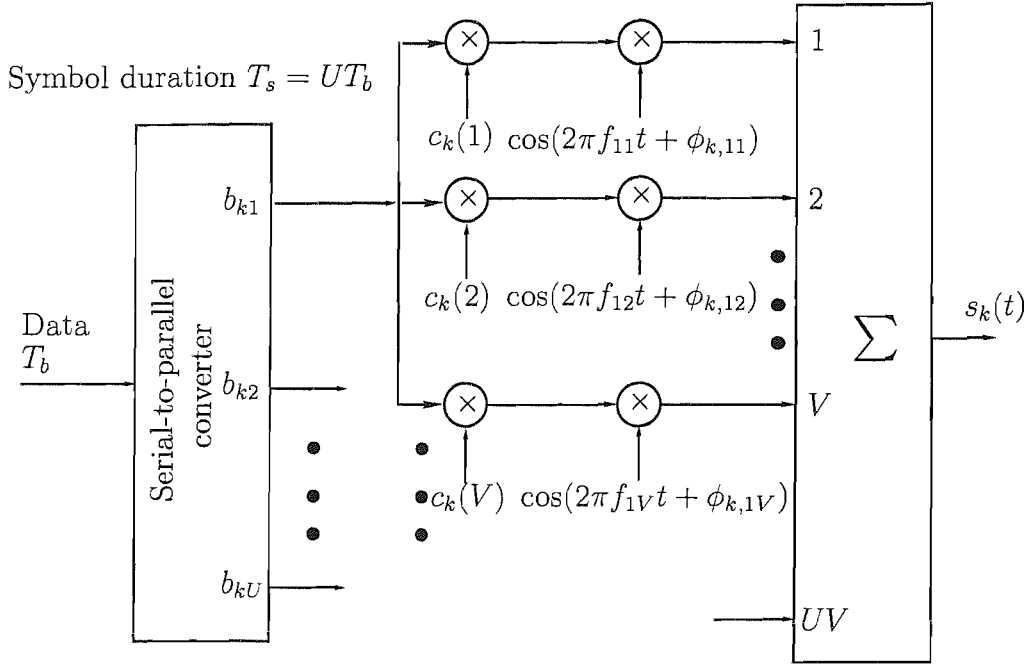 Symbol duration $T_s = UT_b$
Data
$T_b$
Serial-to-parallel
converter
$b_{k1}$
$b_{k2}$
$b_{kU}$
×
×
$c_k(1)$ $\cos(2\pi f_{11}t + \phi_{k,11})$
×
×
$c_k(2)$ $\cos(2\pi f_{12}t + \phi_{k,12})$
×
×
$c_k(V)$ $\cos(2\pi f_{1V}t + \phi_{k,1V})$
1
2
$V$
$UV$
$\sum$
$s_k(t)$